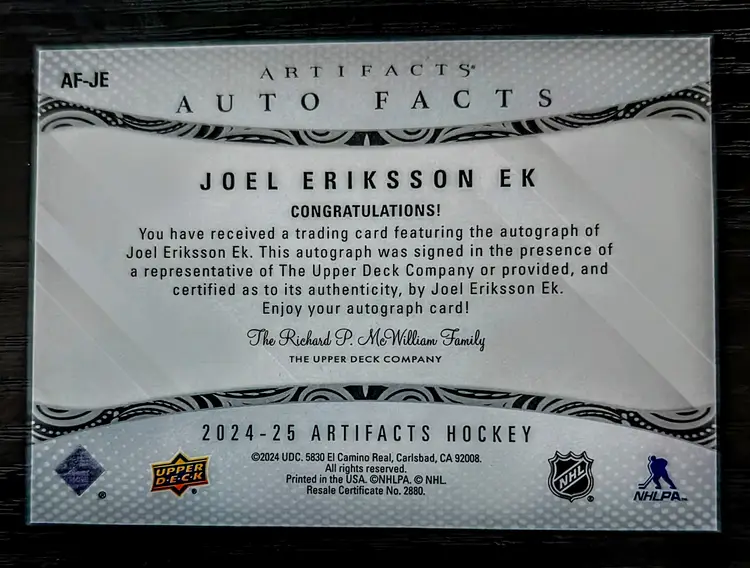 AF-JE
ARTIFACTS®
AUTO FACTS
JOEL ERIKSSON EK
CONGRATULATIONS!
You have received a trading card featuring the autograph of
Joel Eriksson Ek. This autograph was signed in the presence of
a representative of The Upper Deck Company or provided, and
certified as to its authenticity, by Joel Eriksson Ek.
Enjoy your autograph card!
The Richard P. McWilliam Family
THE UPPER DECK COMPANY
2024-25 ARTIFACTS HOCKEY
©2024 UDC. 5830 El Camino Real, Carlsbad, CA 92008.
All rights reserved.
Printed in the USA. ©NHLPA. © NHL.
Resale Certificate No. 2880.
®
UPPER
D·E·C·K
®
NHL
®
NHLPA™